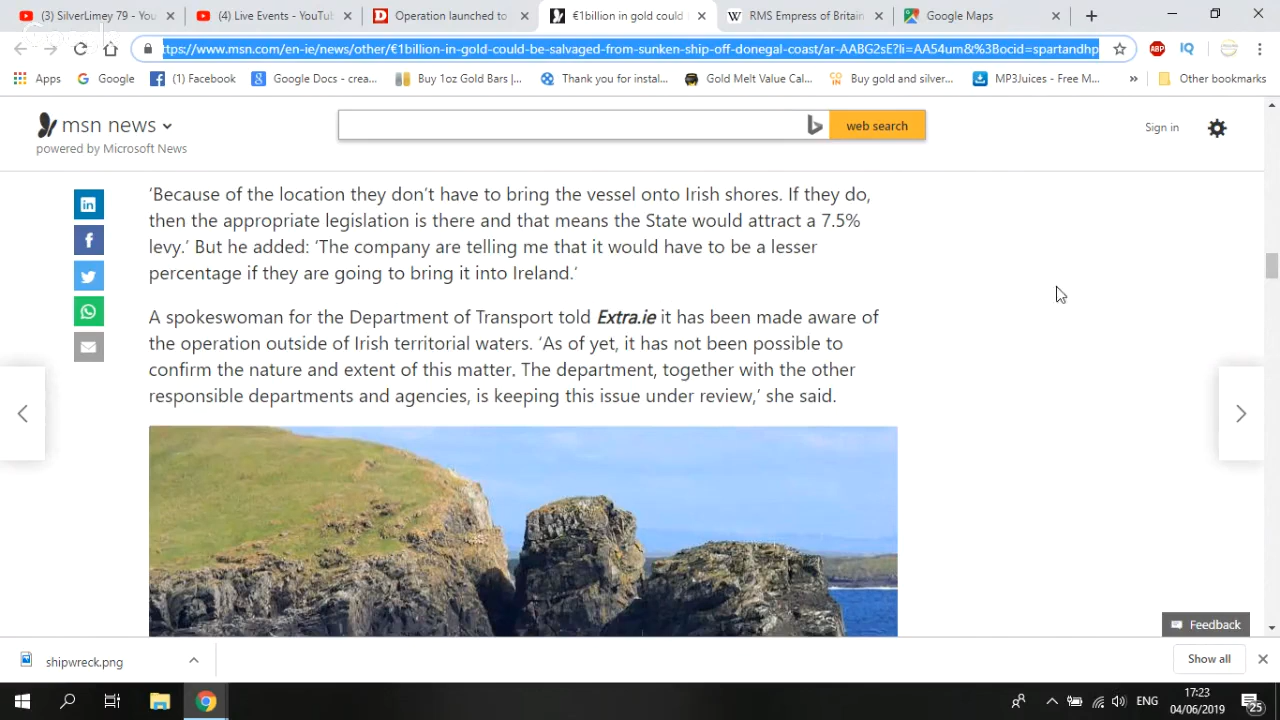 (3) SilverLimey 79 - You
(4) Live Events - YouTub
Operation launched to
€1billion in gold could
RMS Empress of Britain
Google Maps
ttps://www.msn.com/en-ie/news/other/€1billion-in-gold-could-be-salvaged-from-sunken-ship-off-donegal-coast/ar-AABG2sE?li=AA54um&%3Bocid=spartandhp
ABP
IQ
Apps
Google
(1) Facebook
Google Docs - crea...
Buy 1oz Gold Bars |...
Thank you for instal...
Gold Melt Value Cal...
Buy gold and silver...
MP3Juices - Free M...
»
Other bookmarks
msn news
powered by Microsoft News
web search
Sign in
‘Because of the location they don’t have to bring the vessel onto Irish shores. If they do,
then the appropriate legislation is there and that means the State would attract a 7.5%
levy.’ But he added: ‘The company are telling me that it would have to be a lesser
percentage if they are going to bring it into Ireland.’
A spokeswoman for the Department of Transport told Extra.ie it has been made aware of
the operation outside of Irish territorial waters. ‘As of yet, it has not been possible to
confirm the nature and extent of this matter. The department, together with the other
responsible departments and agencies, is keeping this issue under review,’ she said.
Feedback
shipwreck.png
Show all
ENG
17:23
04/06/2019
25